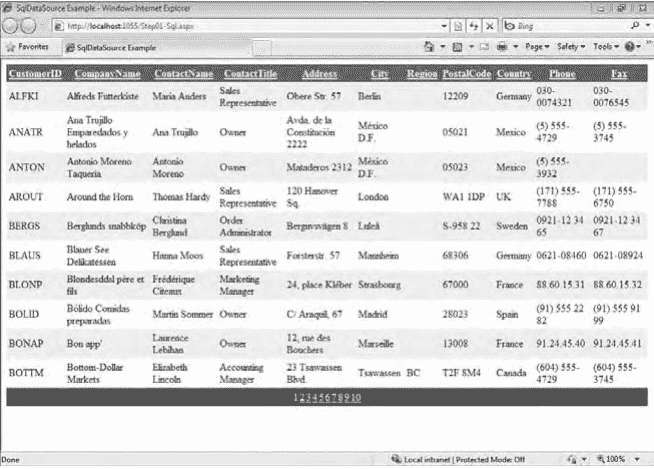 SqlDataSource Example - Windows Internet Explorer
http://localhost:1055/Step01-Sql.aspx
Bing
Favorites SqlDataSource Example Page Safety Tools
CustomerID CompanyName ContactName ContactTitle Address City Region PostalCode Country Phone Fax
ALFKI Alfreds Futterkiste Maria Anders Sales Representative Obere Str. 57 Berlin 12209 Germany 030-0074321 030-0076545
ANATR Ana Trujillo Emparedados y helados Ana Trujillo Owner Avda. de la Constitución 2222 México D.F. 05021 Mexico (5) 555-4729 (5) 555-3745
ANTON Antonio Moreno Taquería Antonio Moreno Owner Mataderos 2312 México D.F. 05023 Mexico (5) 555-3932
AROUT Around the Horn Thomas Hardy Sales Representative 120 Hanover Sq. London WA1 1DP UK (171) 555-7788 (171) 555-6750
BERGS Berglunds snabbköp Christina Berglund Order Administrator Berguvsvägen 8 Luleå S-958 22 Sweden 0921-12 34 65 0921-12 34 67
BLAUS Blauer See Delikatessen Hanna Moos Sales Representative Forsterstr. 57 Mannheim 68306 Germany 0621-08460 0621-08924
BLONP Blondesddsl père et fils Frédérique Citeaux Marketing Manager 24, place Kléber Strasbourg 67000 France 88.60.15.31 88.60.15.32
BOLID Bólido Comidas preparadas Martín Sommer Owner C/ Araquil, 67 Madrid 28023 Spain (91) 555 22 82 (91) 555 91 99
BONAP Bon app' Laurence Lebihan Owner 12, rue des Bouchers Marseille 13008 France 91.24.45.40 91.24.45.41
BOTTM Bottom-Dollar Markets Elizabeth Lincoln Accounting Manager 23 Tsawassen Blvd. Tsawassen BC T2F 8M4 Canada (604) 555-4729 (604) 555-3745
1 2 3 4 5 6 7 8 9 10
Done Local intranet | Protected Mode: Off 100%